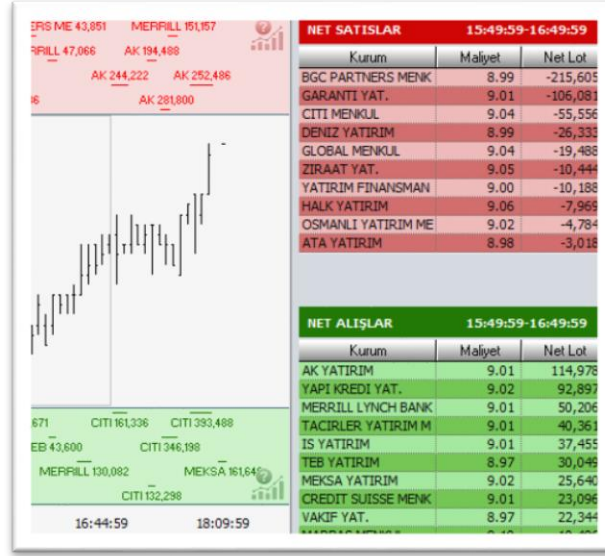 ERS ME 43,851 MERRILL 151,157
RRILL 47,066 AK 194,488
AK 244,222 AK 252,486
AK 281,800
671 CITI 161,336 CITI 393,488
EB 43,600 CITI 346,198
MERRILL 130,082 MEKSA 161,64
CITI 132,298
16:44:59 18:09:59
NET SATISLAR 15:49:59-16:49:59
Kurum Maliyet Net Lot
BGC PARTNERS MENK 8.99 -215,605
GARANTI YAT. 9.01 -106,081
CITI MENKUL 9.04 -55,556
DENIZ YATIRIM 8.99 -26,333
GLOBAL MENKUL 9.04 -19,488
ZIRAAT YAT. 9.05 -10,444
YATIRIM FINANSMAN 9.00 -10,188
HALK YATIRIM 9.06 -7,969
OSMANLI YATIRIM ME 9.02 -4,784
ATA YATIRIM 8.98 -3,018
NET ALIŞLAR 15:49:59-16:49:59
Kurum Maliyet Net Lot
AK YATIRIM 9.01 114,978
YAPI KREDI YAT. 9.02 92,897
MERRILL LYNCH BANK 9.01 50,206
TACIRLER YATIRIM M 9.01 40,361
IS YATIRIM 9.01 37,455
TEB YATIRIM 8.97 30,049
MEKSA YATIRIM 9.02 25,640
CREDIT SUISSE MENK 9.01 23,096
VAKIF YAT. 8.97 22,344